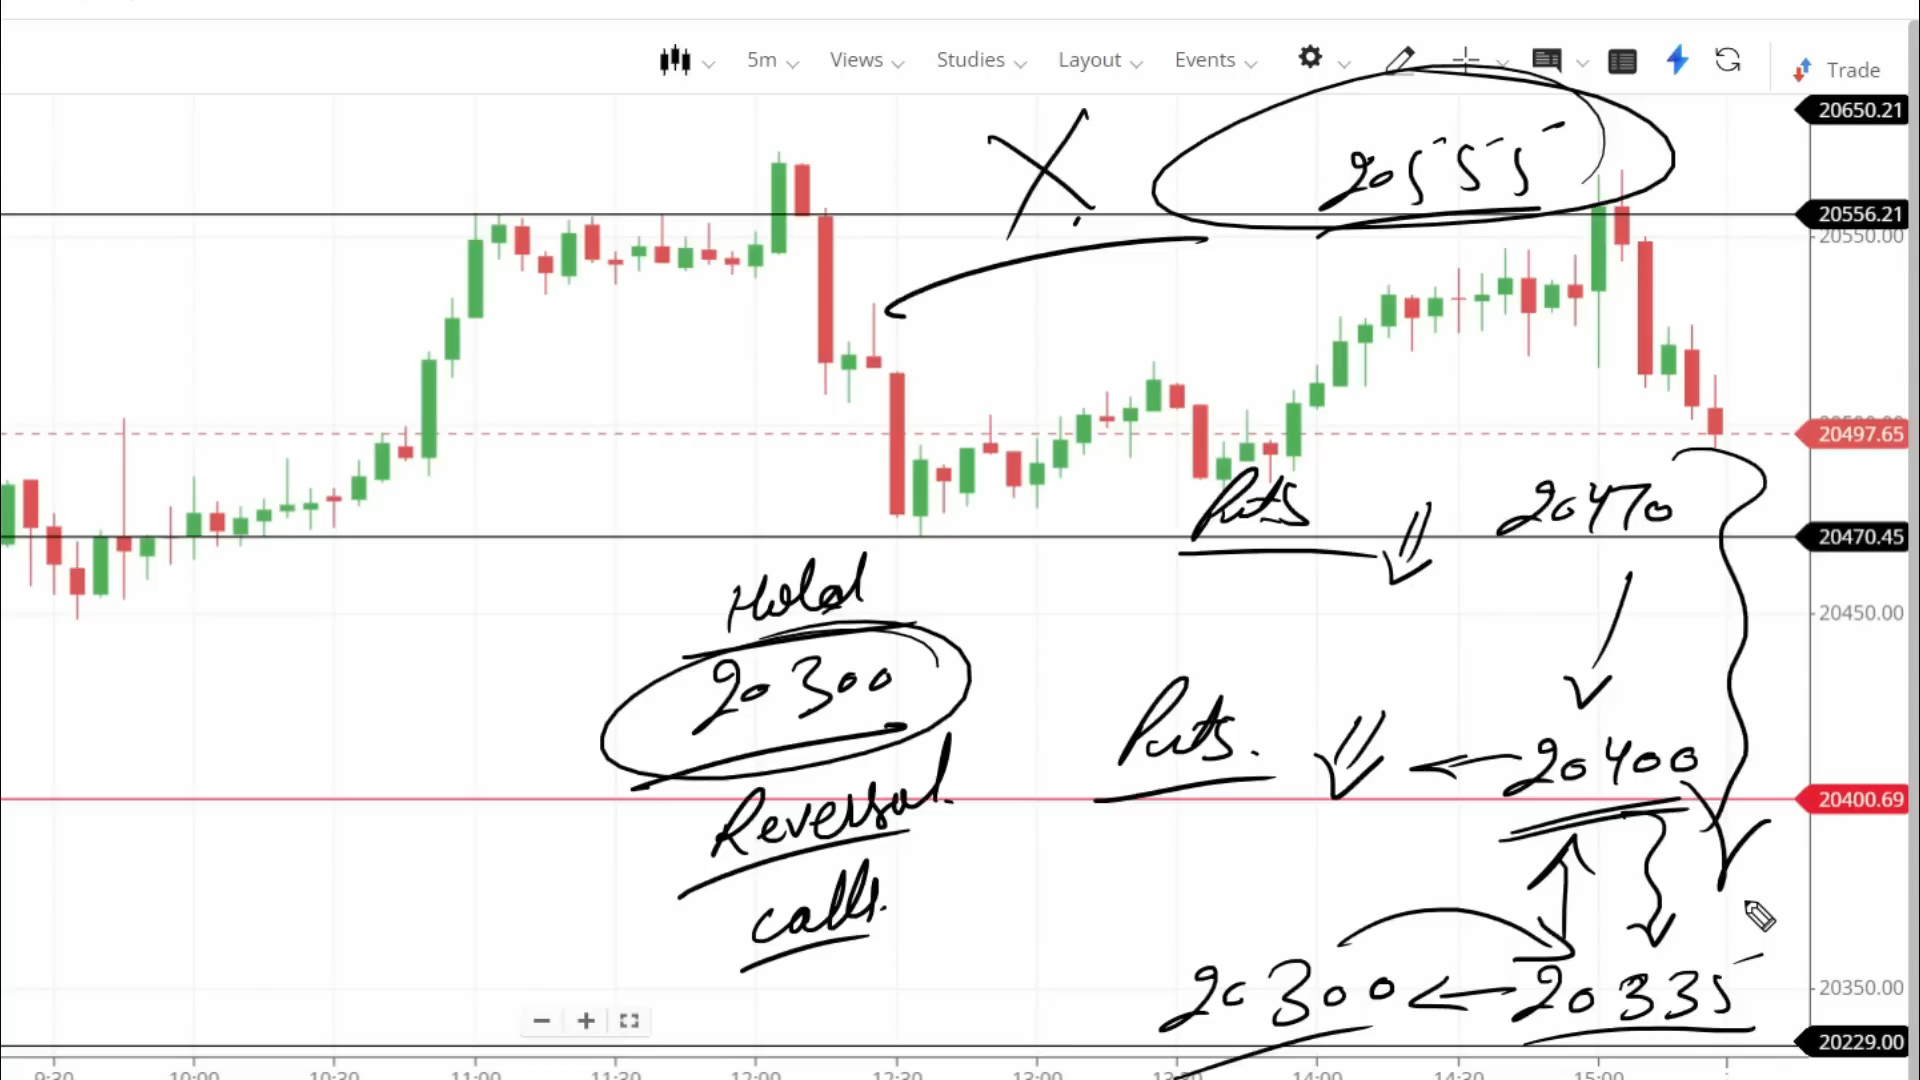 5m Views Studies Layout Events Trade
20650.21
20555
20556.21
20550.00
20497.65
Puts 20470
20470.45
Hold
20450.00
20300
Puts. 20400
20400.69
Reversal
calls.
20300 20335
20350.00
20229.00
9:30 10:00 10:30 11:00 11:30 12:00 12:30 13:00 13:30 14:00 14:30 15:00